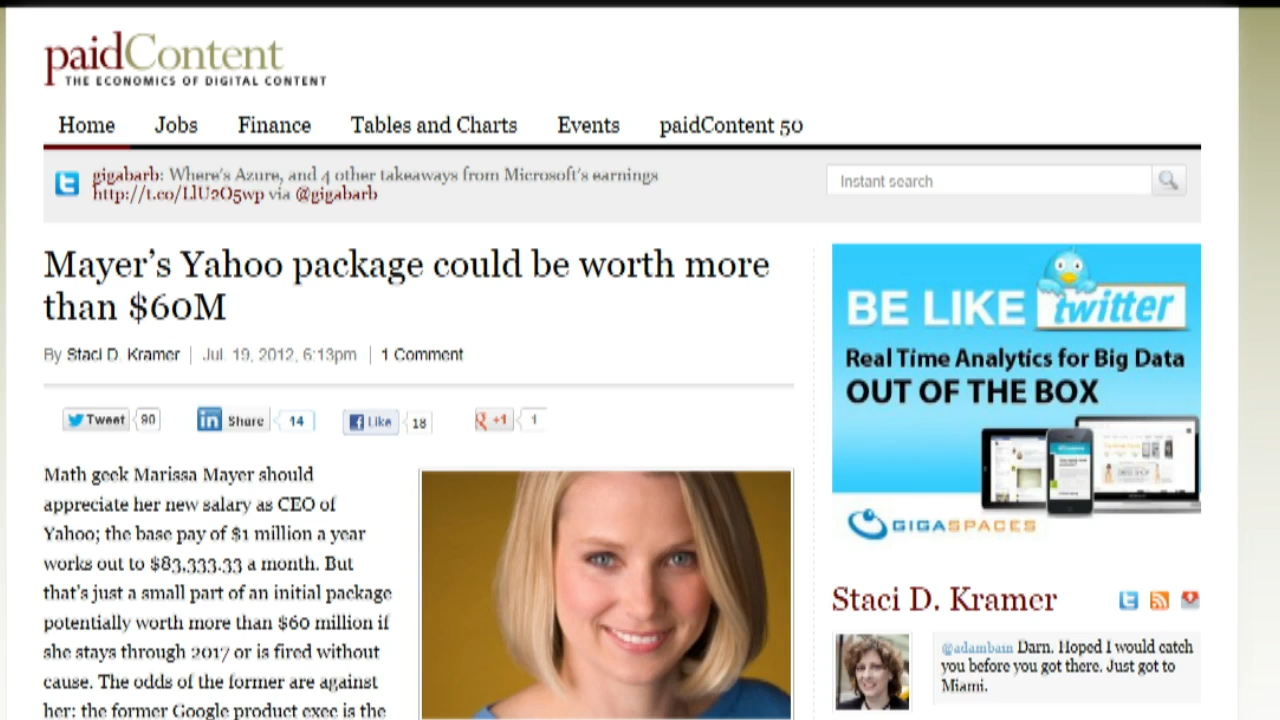 paidContent
THE ECONOMICS OF DIGITAL CONTENT
Home Jobs Finance Tables and Charts Events paidContent 50
gigabarb: Where's Azure, and 4 other takeaways from Microsoft's earnings
http://t.co/LlU2O5wp via @gigabarb
Instant search
Mayer's Yahoo package could be worth more
than $60M
By Staci D. Kramer | Jul. 19, 2012, 6:13pm | 1 Comment
Tweet 90 Share 14 Like 18 +1 1
Math geek Marissa Mayer should
appreciate her new salary as CEO of
Yahoo; the base pay of $1 million a year
works out to $83,333.33 a month. But
that's just a small part of an initial package
potentially worth more than $60 million if
she stays through 2017 or is fired without
cause. The odds of the former are against
her: the former Google product exec is the
BE LIKE twitter
Real Time Analytics for Big Data
OUT OF THE BOX
GIGASPACES
Staci D. Kramer
@adambain Darn. Hoped I would catch
you before you got there. Just got to
Miami.